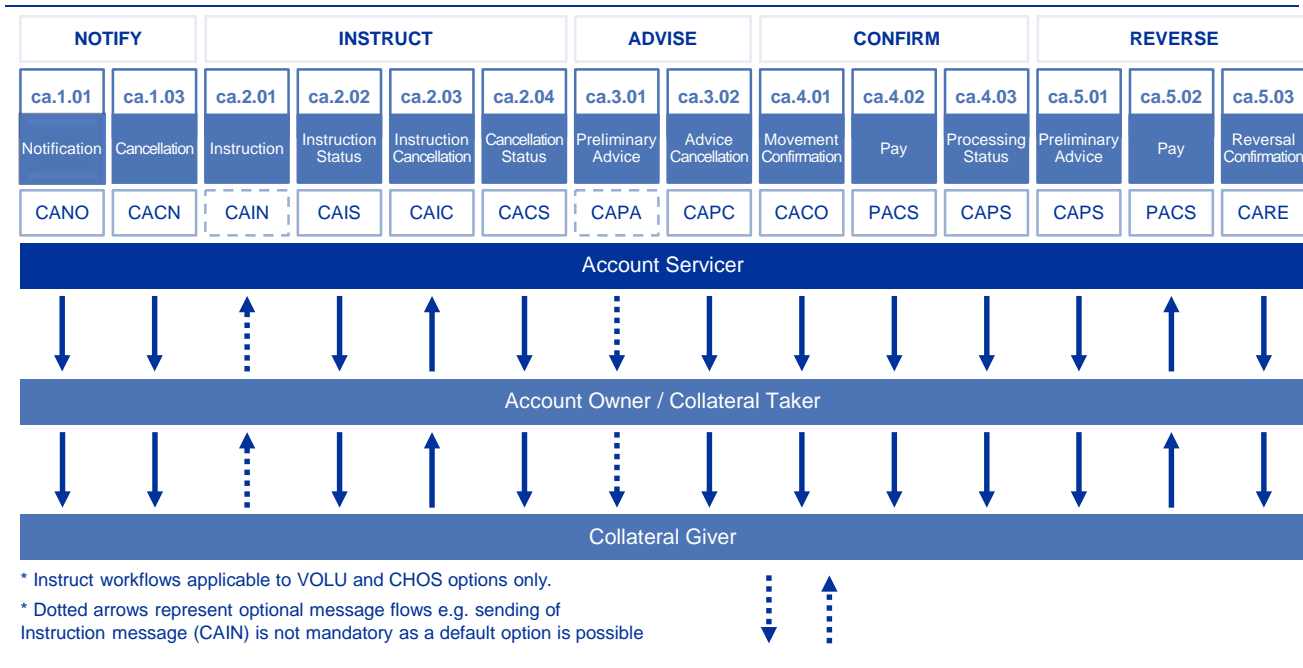 NOTIFY INSTRUCT ADVISE CONFIRM REVERSE
ca.1.01 ca.1.03 ca.2.01 ca.2.02 ca.2.03 ca.2.04 ca.3.01 ca.3.02 ca.4.01 ca.4.02 ca.4.03 ca.5.01 ca.5.02 ca.5.03
Notification
Cancellation
Instruction
Instruction
Status
Instruction
Cancellation
Cancellation
Status
Preliminary
Advice
Advice
Cancellation
Movement
Confirmation
Pay
Processing
Status
Preliminary
Advice
Pay
Reversal
Confirmation
CANO CACN CAIN CAIS CAIC CACS CAPA CAPC CACO PACS CAPS CAPS PACS CARE
Account Servicer
Account Owner / Collateral Taker
Collateral Giver
* Instruct workflows applicable to VOLU and CHOS options only.
* Dotted arrows represent optional message flows e.g. sending of
Instruction message (CAIN) is not mandatory as a default option is possible